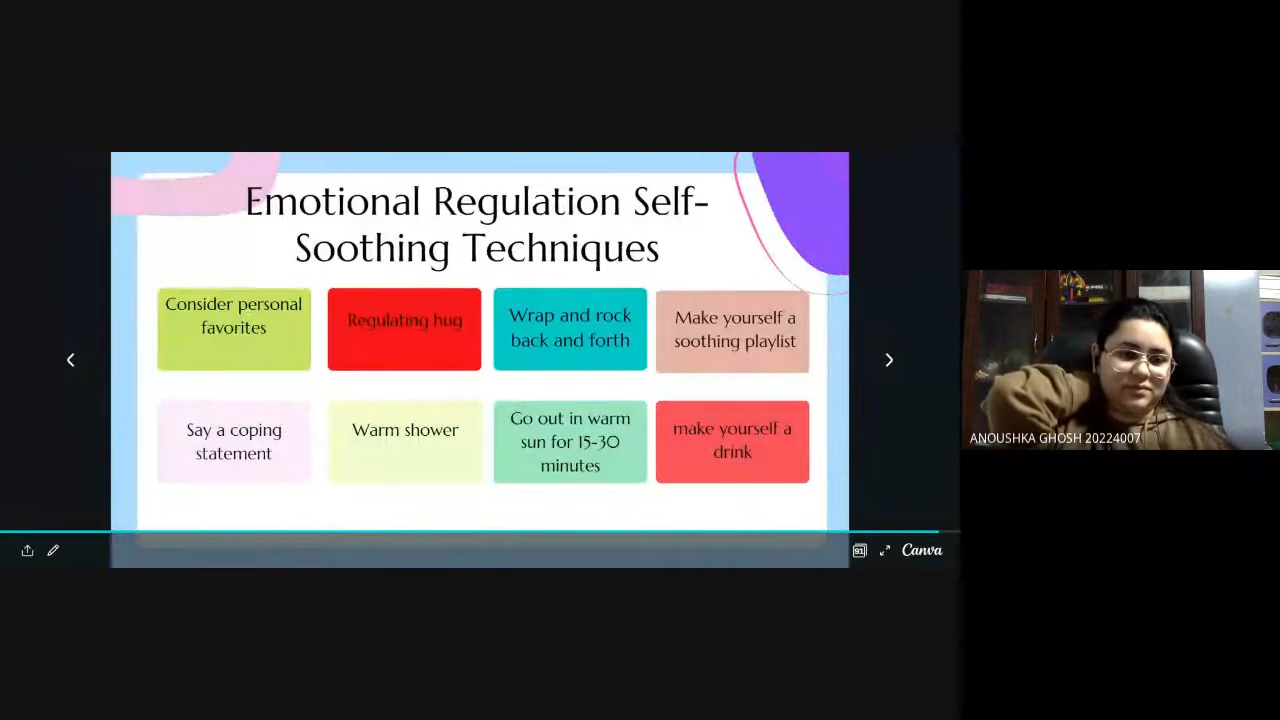 Emotional Regulation Self-
Soothing Techniques
Consider personal
favorites
Regulating hug
Wrap and rock
back and forth
Make yourself a
soothing playlist
Say a coping
statement
Warm shower
Go out in warm
sun for 15-30
minutes
make yourself a
drink
ANOUSHKA GHOSH 20224007
91
Canva